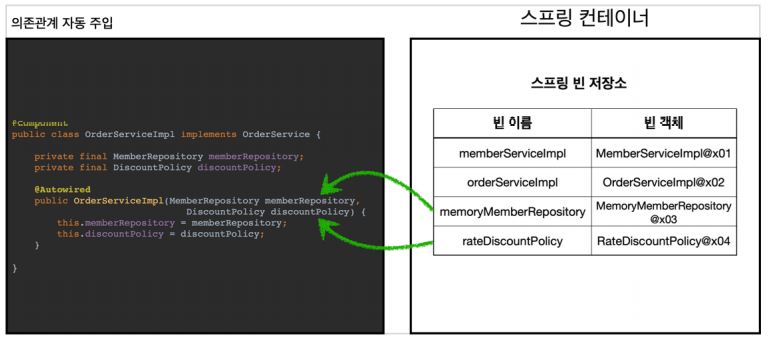 의존관계 자동 주입
@Component
public class OrderServiceImpl implements OrderService {
private final MemberRepository memberRepository;
private final DiscountPolicy discountPolicy;
@Autowired
public OrderServiceImpl(MemberRepository memberRepository,
DiscountPolicy discountPolicy) {
this.memberRepository = memberRepository;
this.discountPolicy = discountPolicy;
}
}
스프링 컨테이너
스프링 빈 저장소
빈 이름 빈 객체
memberServiceImpl MemberServiceImpl@x01
orderServiceImpl OrderServiceImpl@x02
memoryMemberRepository MemoryMemberRepository
@x03
rateDiscountPolicy RateDiscountPolicy@x04